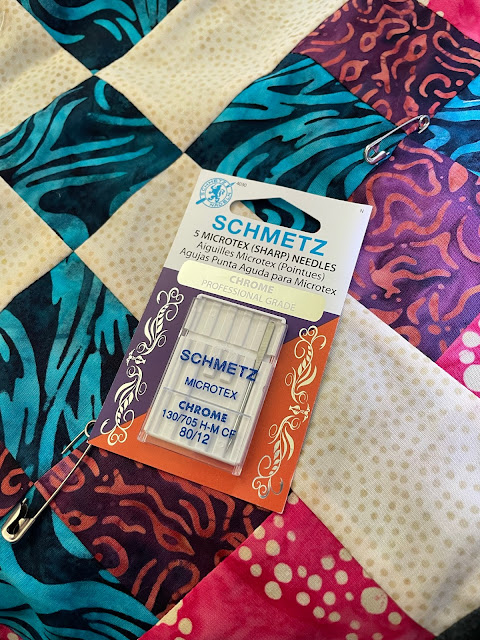 4030
N
SCHMETZ
5 MICROTEX (SHARP) NEEDLES
Aiguilles Microtex (Pointues)
Agujas Punta Aguda para Microtex
CHROME
PROFESSIONAL GRADE
SCHMETZ
MICROTEX
CHROME
130/705 H-M CF
80/12